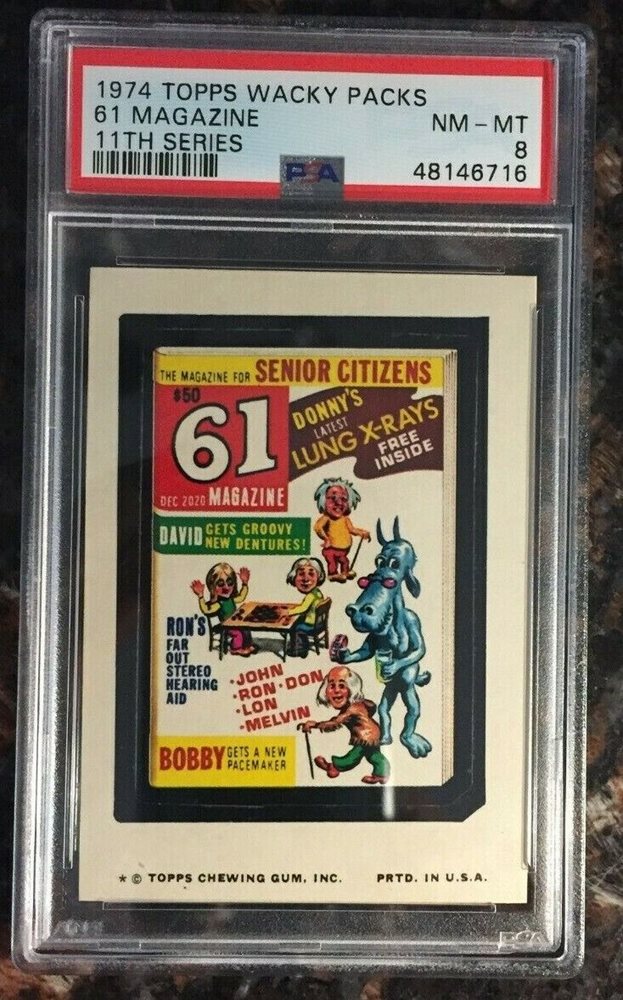 1974 TOPPS WACKY PACKS
61 MAGAZINE NM - MT
11TH SERIES 8
PSA 48146716
THE MAGAZINE FOR SENIOR CITIZENS
$50
61
DEC 2020 MAGAZINE
DONNY'S
LATEST
LUNG X-RAYS
FREE
INSIDE
DAVID GETS GROOVY
NEW DENTURES!
RON'S
FAR
OUT
STEREO
HEARING
AID
•JOHN
•RON•DON
•LON
•MELVIN
BOBBY GETS A NEW
PACEMAKER
* © TOPPS CHEWING GUM, INC. PRTD. IN U.S.A.
PSA